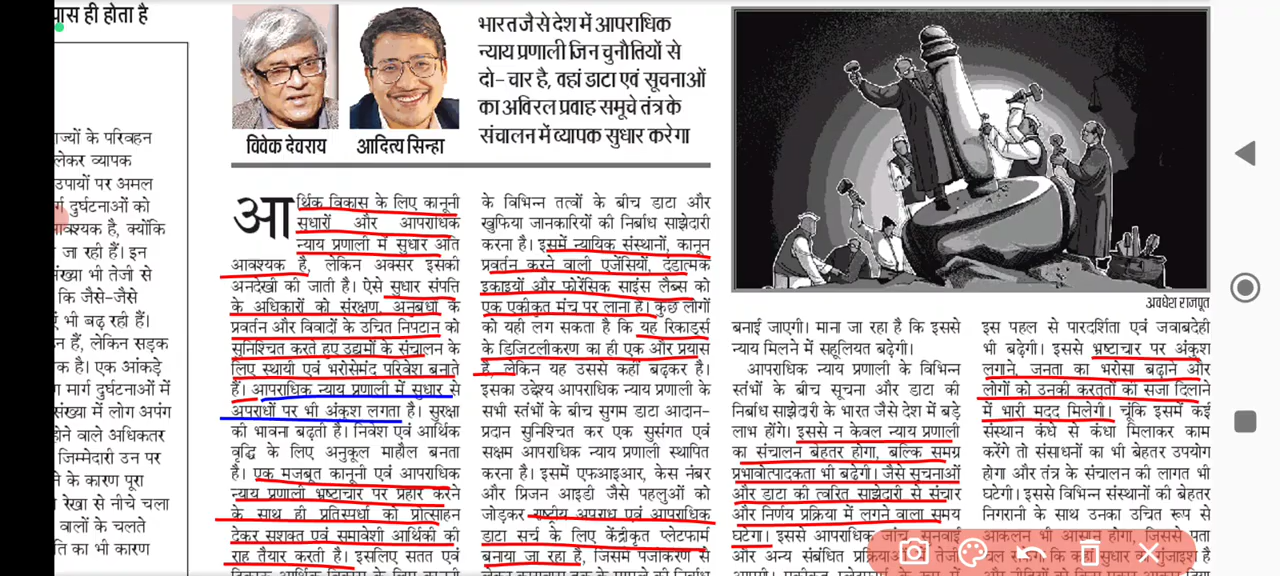 पास ही होता है
राज्यों के परिवहन
लेकर व्यापक
उपायों पर अमल
र्ग दुर्घटनाओं को
आवश्यक है, क्योंकि
जा रही हैं। इन
संख्या भी तेजी से
कि जैसे-जैसे
भी बढ़ रही हैं।
हैं, लेकिन सड़क
क है। एक आंकड़े
मार्ग दुर्घटनाओं में
संख्या में लोग अपंग
होने वाले अधिकतर
जिम्मेदारी उन पर
ने के कारण पूरा
रेखा से नीचे चला
वालों के चलते
ति का भी कारण
विवेक देवराय
आदित्य सिन्हा
भारत जैसे देश में आपराधिक
न्याय प्रणाली जिन चुनौतियों से
दो-चार है, वहां डाटा एवं सूचनाओं
का अविरल प्रवाह समूचे तंत्र के
संचालन में व्यापक सुधार करेगा
आर्थिक विकास के लिए कानूनी
सुधारों और आपराधिक
न्याय प्रणाली में सुधार अति
आवश्यक है, लेकिन अक्सर इसकी
अनदेखी की जाती है। ऐसे सुधार संपत्ति
के अधिकारों को संरक्षण, अनुबंधों के
प्रवर्तन और विवादों के उचित निपटान को
सुनिश्चित करते हुए उद्यमों के संचालन के
लिए स्थायी एवं भरोसेमंद परिवेश बनाते
हैं। आपराधिक न्याय प्रणाली में सुधार से
अपराधों पर भी अंकुश लगता है। सुरक्षा
की भावना बढ़ती है। निवेश एवं आर्थिक
वृद्धि के लिए अनुकूल माहौल बनता
है। एक मजबूत कानूनी एवं आपराधिक
न्याय प्रणाली भ्रष्टाचार पर प्रहार करने
के साथ ही प्रतिस्पर्धा को प्रोत्साहन
देकर सशक्त एवं समावेशी आर्थिकी की
राह तैयार करती है। इसलिए सतत एवं
के विभिन्न तत्वों के बीच डाटा और
खुफिया जानकारियों की निर्बाध साझेदारी
करना है। इसमें न्यायिक संस्थानों, कानून
प्रवर्तन करने वाली एजेंसियों, दंडात्मक
इकाइयों और फोरेंसिक साइंस लैब्स को
एक एकीकृत मंच पर लाना है। कुछ लोगों
को यही लग सकता है कि यह रिकार्ड्स
के डिजिटलीकरण का ही एक और प्रयास
है, लेकिन यह उससे कहीं बढ़कर है।
इसका उद्देश्य आपराधिक न्याय प्रणाली के
सभी स्तंभों के बीच सुगम डाटा आदान-
प्रदान सुनिश्चित कर एक सुसंगत एवं
सक्षम आपराधिक न्याय प्रणाली स्थापित
करना है। इसमें एफआइआर, केस नंबर
और प्रिजन आइडी जैसे पहलुओं को
जोड़कर राष्ट्रीय अपराध एवं आपराधिक
डाटा सर्च के लिए केंद्रीकृत प्लेटफार्म
बनाया जा रहा है, जिसमें पंजीकरण से
अवधेश राजपूत
बनाई जाएगी। माना जा रहा है कि इससे
न्याय मिलने में सहूलियत बढ़ेगी।
आपराधिक न्याय प्रणाली के विभिन्न
स्तंभों के बीच सूचना और डाटा की
निर्बाध साझेदारी के भारत जैसे देश में बड़े
लाभ होंगे। इससे न केवल न्याय प्रणाली
का संचालन बेहतर होगा, बल्कि समग्र
प्रभावोत्पादकता भी बढ़ेगी। जैसे सूचनाओं
और डाटा की त्वरित साझेदारी से संचार
और निर्णय प्रक्रिया में लगने वाला समय
घटेगा। इससे आपराधिक जांच, सुनवाई
और अन्य संबंधित प्रक्रियाओं में तेजी
इस पहल से पारदर्शिता एवं जवाबदेही
भी बढ़ेगी। इससे भ्रष्टाचार पर अंकुश
लगाने, जनता का भरोसा बढ़ाने और
लोगों को उनकी करतूतों की सजा दिलाने
में भारी मदद मिलेगी। चूंकि इसमें कई
संस्थान कंधे से कंधा मिलाकर काम
करेंगे तो संसाधनों का भी बेहतर उपयोग
होगा और तंत्र के संचालन की लागत भी
घटेगी। इससे विभिन्न संस्थानों की बेहतर
निगरानी के साथ उनका उचित रूप से
आकलन भी आसान होगा, जिससे पता